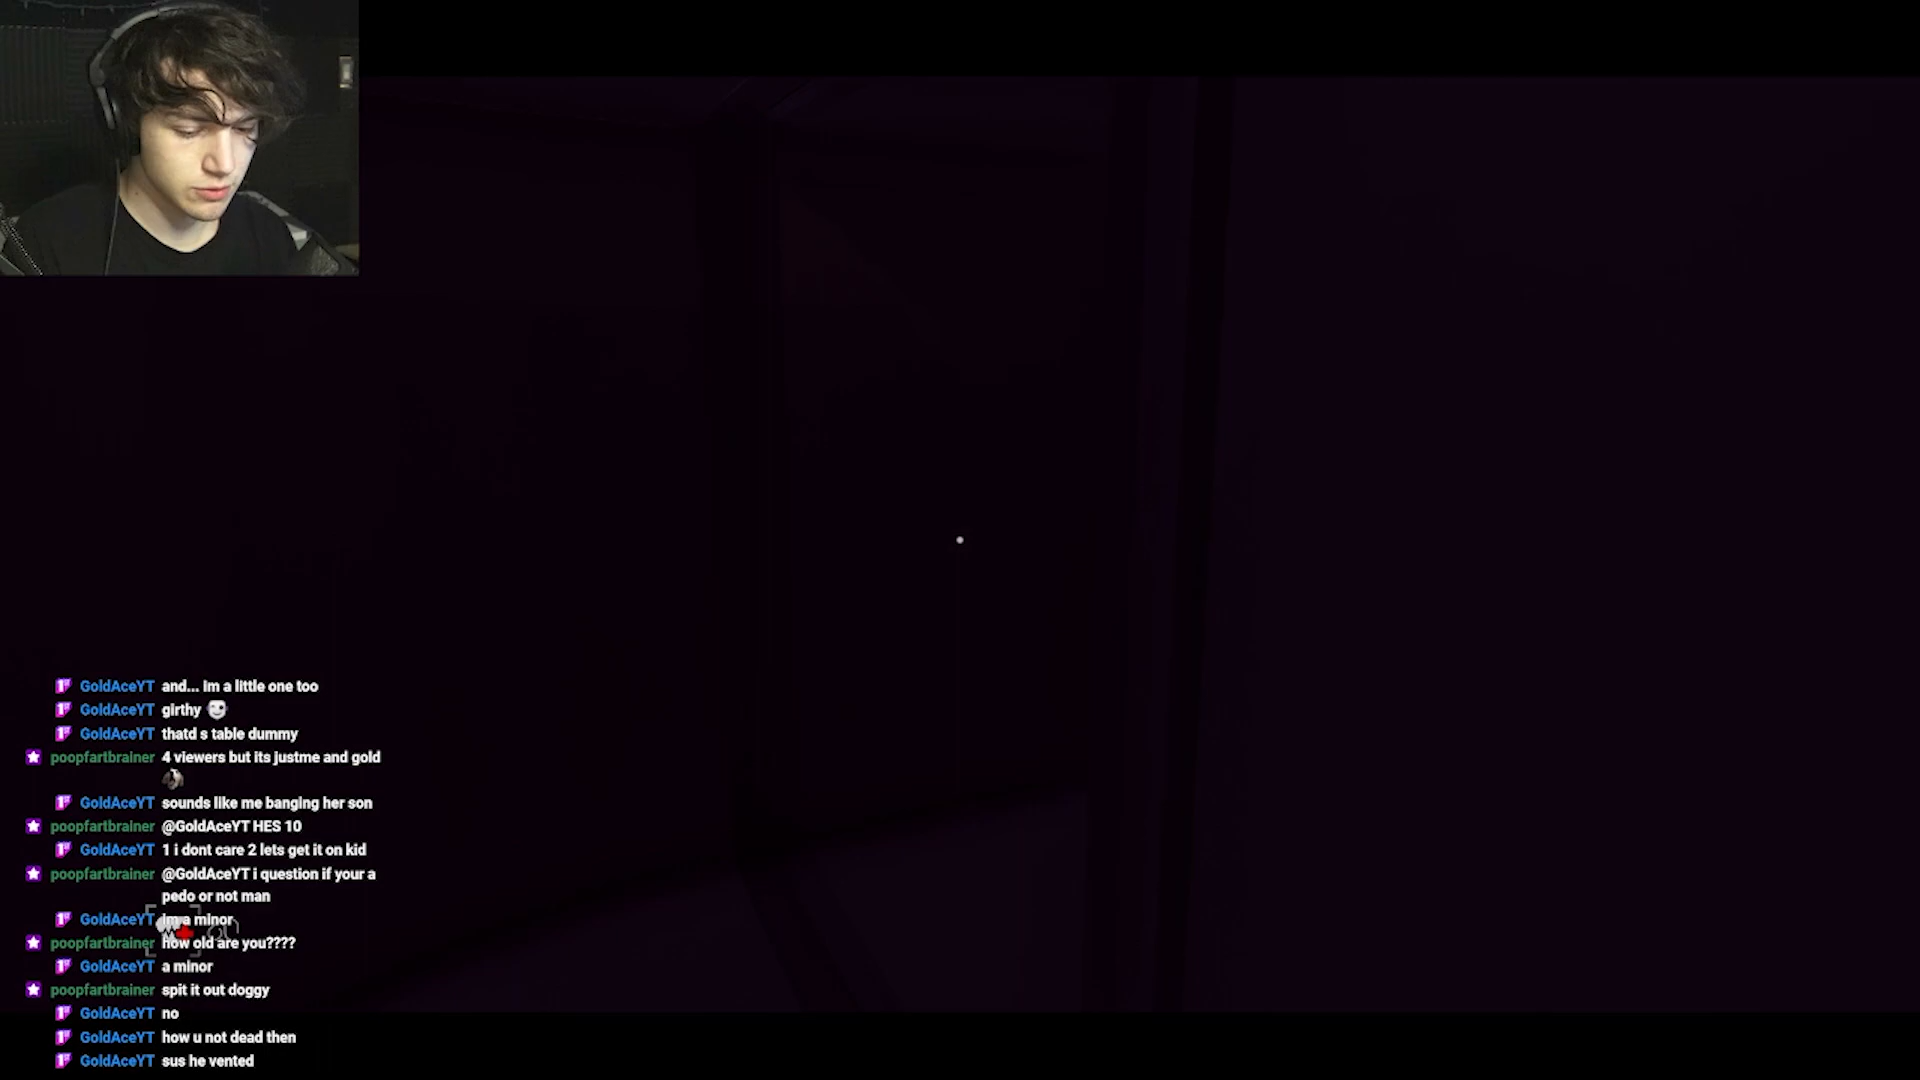 GoldAceYT and... im a little one too
GoldAceYT girthy
GoldAceYT thatd s table dummy
poopfartbrainer 4 viewers but its justme and gold
GoldAceYT sounds like me banging her son
poopfartbrainer @GoldAceYT HES 10
GoldAceYT 1 i dont care 2 lets get it on kid
poopfartbrainer @GoldAceYT i question if your a
pedo or not man
GoldAceYT im a minor
poopfartbrainer how old are you????
GoldAceYT a minor
poopfartbrainer spit it out doggy
GoldAceYT no
GoldAceYT how u not dead then
GoldAceYT sus he vented